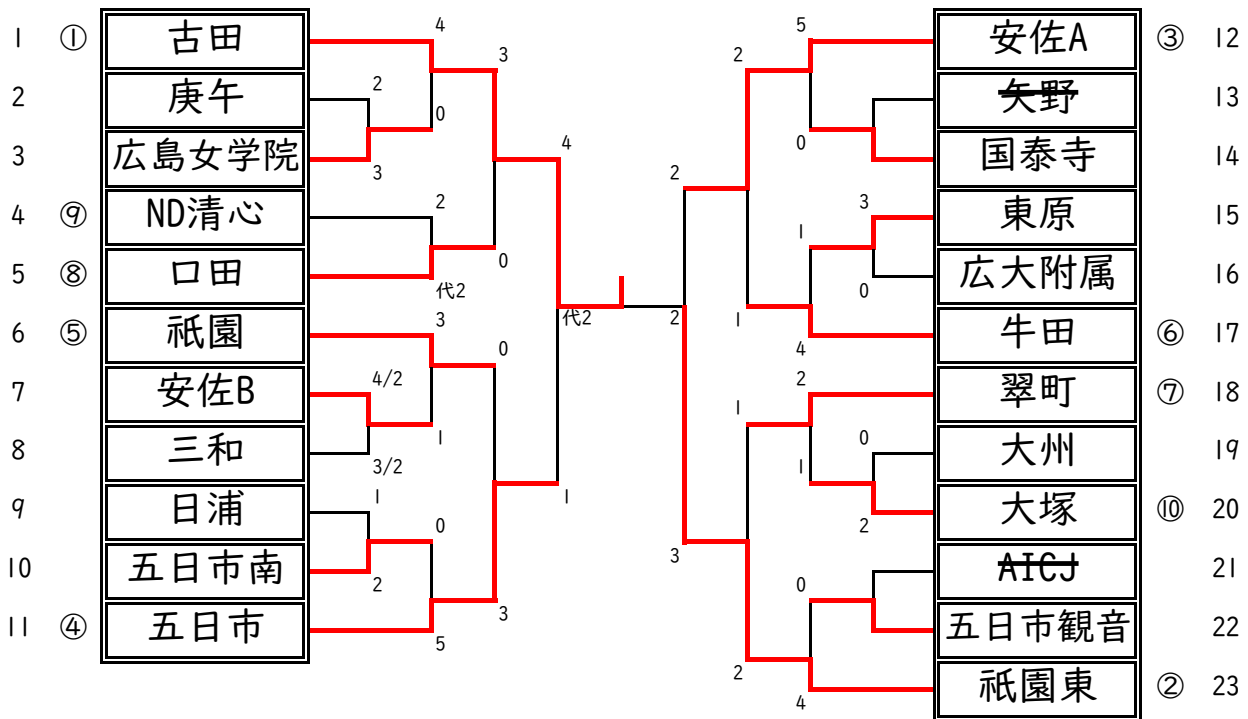 1 ① 古田
2 庚午
3 広島女学院
4 ⑨ ND清心
5 ⑧ 口田
6 ⑤ 祇園
7 安佐B
8 三和
9 日浦
10 五日市南
11 ④ 五日市
4
2
0
3
3
2
0
代2
3
4/2
1
3/2
1
0
2
5
0
3
4
1
代2
2
2
3
2
1
1
2
5
0
3
1
0
4
2
0
1
2
0
4
安佐A ③ 12
矢野 13
国泰寺 14
東原 15
広大附属 16
牛田 ⑥ 17
翠町 ⑦ 18
大州 19
大塚 ⑩ 20
AICJ 21
五日市観音 22
祇園東 ② 23